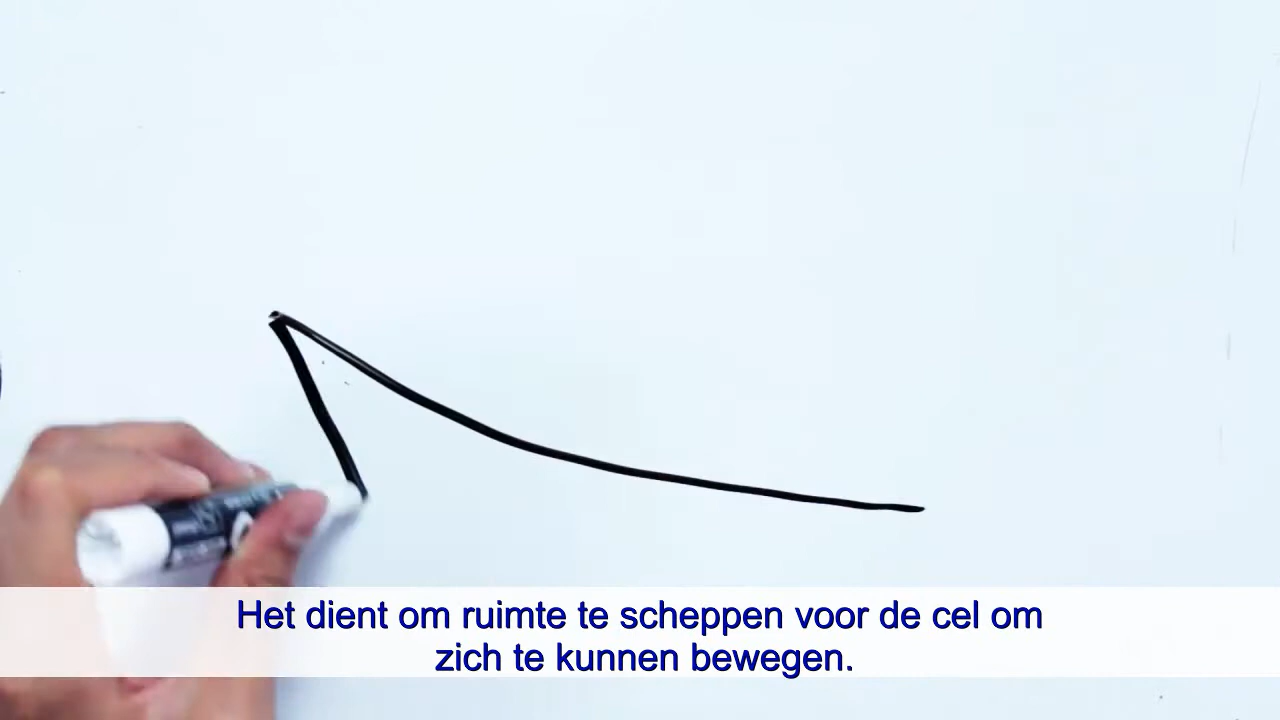 Het dient om ruimte te scheppen voor de cel om
zich te kunnen bewegen.